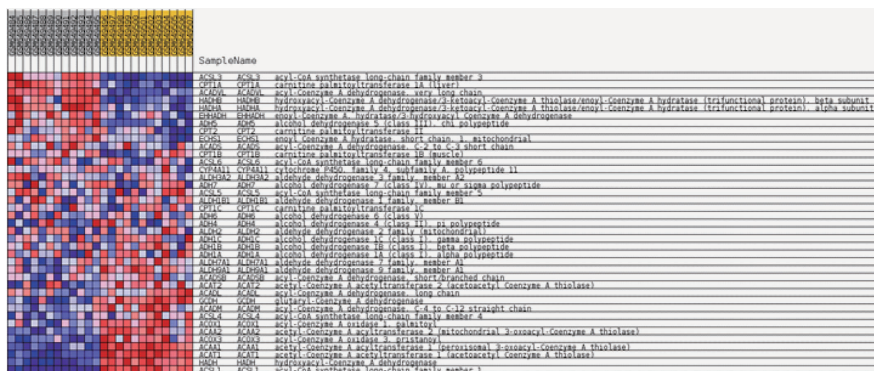 SampleName
ACSL3 ACSL3 acyl-CoA synthetase long-chain family member 3
CPT1A CPT1A carnitine palmitoyltransferase 1A (liver)
ACADVL ACADVL acyl-Coenzyme A dehydrogenase, very long chain
HADHB HADHB hydroxyacyl-Coenzyme A dehydrogenase/3-ketoacyl-Coenzyme A thiolase/enoyl-Coenzyme A hydratase (trifunctional protein), beta subunit
HADHA HADHA hydroxyacyl-Coenzyme A dehydrogenase/3-ketoacyl-Coenzyme A thiolase/enoyl-Coenzyme A hydratase (trifunctional protein), alpha subunit
EHHADH EHHADH enoyl-Coenzyme A, hydratase/3-hydroxyacyl Coenzyme A dehydrogenase
ADH5 ADH5 alcohol dehydrogenase 5 (class III), chi polypeptide
CPT2 CPT2 carnitine palmitoyltransferase II
ECHS1 ECHS1 enoyl Coenzyme A hydratase, short chain, 1, mitochondrial
ACADS ACADS acyl-Coenzyme A dehydrogenase, C-2 to C-3 short chain
CPT1B CPT1B carnitine palmitoyltransferase 1B (muscle)
ACSL6 ACSL6 acyl-CoA synthetase long-chain family member 6
CYP4A11 CYP4A11 cytochrome P450, family 4, subfamily A, polypeptide 11
ALDH3A2 ALDH3A2 aldehyde dehydrogenase 3 family, member A2
ADH7 ADH7 alcohol dehydrogenase 7 (class IV), mu or sigma polypeptide
ACSL5 ACSL5 acyl-CoA synthetase long-chain family member 5
ALDH1B1 ALDH1B1 aldehyde dehydrogenase 1 family, member B1
CPT1C CPT1C carnitine palmitoyltransferase 1C
ADH6 ADH6 alcohol dehydrogenase 6 (class V)
ADH4 ADH4 alcohol dehydrogenase 4 (class II), pi polypeptide
ALDH2 ALDH2 aldehyde dehydrogenase 2 family (mitochondrial)
ADH1C ADH1C alcohol dehydrogenase 1C (class I), gamma polypeptide
ADH1B ADH1B alcohol dehydrogenase IB (class I), beta polypeptide
ADH1A ADH1A alcohol dehydrogenase 1A (class I), alpha polypeptide
ALDH7A1 ALDH7A1 aldehyde dehydrogenase 7 family, member A1
ALDH9A1 ALDH9A1 aldehyde dehydrogenase 9 family, member A1
ACADSB ACADSB acyl-Coenzyme A dehydrogenase, short/branched chain
ACAT2 ACAT2 acetyl-Coenzyme A acetyltransferase 2 (acetoacetyl Coenzyme A thiolase)
ACADL ACADL acyl-Coenzyme A dehydrogenase, long chain
GCDH GCDH glutaryl-Coenzyme A dehydrogenase
ACADM ACADM acyl-Coenzyme A dehydrogenase, C-4 to C-12 straight chain
ACSL4 ACSL4 acyl-CoA synthetase long-chain family member 4
ACOX1 ACOX1 acyl-Coenzyme A oxidase 1, palmitoyl
ACAA2 ACAA2 acetyl-Coenzyme A acyltransferase 2 (mitochondrial 3-oxoacyl-Coenzyme A thiolase)
ACOX3 ACOX3 acyl-Coenzyme A oxidase 3, pristanoyl
ACAA1 ACAA1 acetyl-Coenzyme A acyltransferase 1 (peroxisomal 3-oxoacyl-Coenzyme A thiolase)
ACAT1 ACAT1 acetyl-Coenzyme A acetyltransferase 1 (acetoacetyl Coenzyme A thiolase)
HADH HADH hydroxyacyl-Coenzyme A dehydrogenase
ACSL1 ACSL1 acyl-CoA synthetase long-chain family member 1